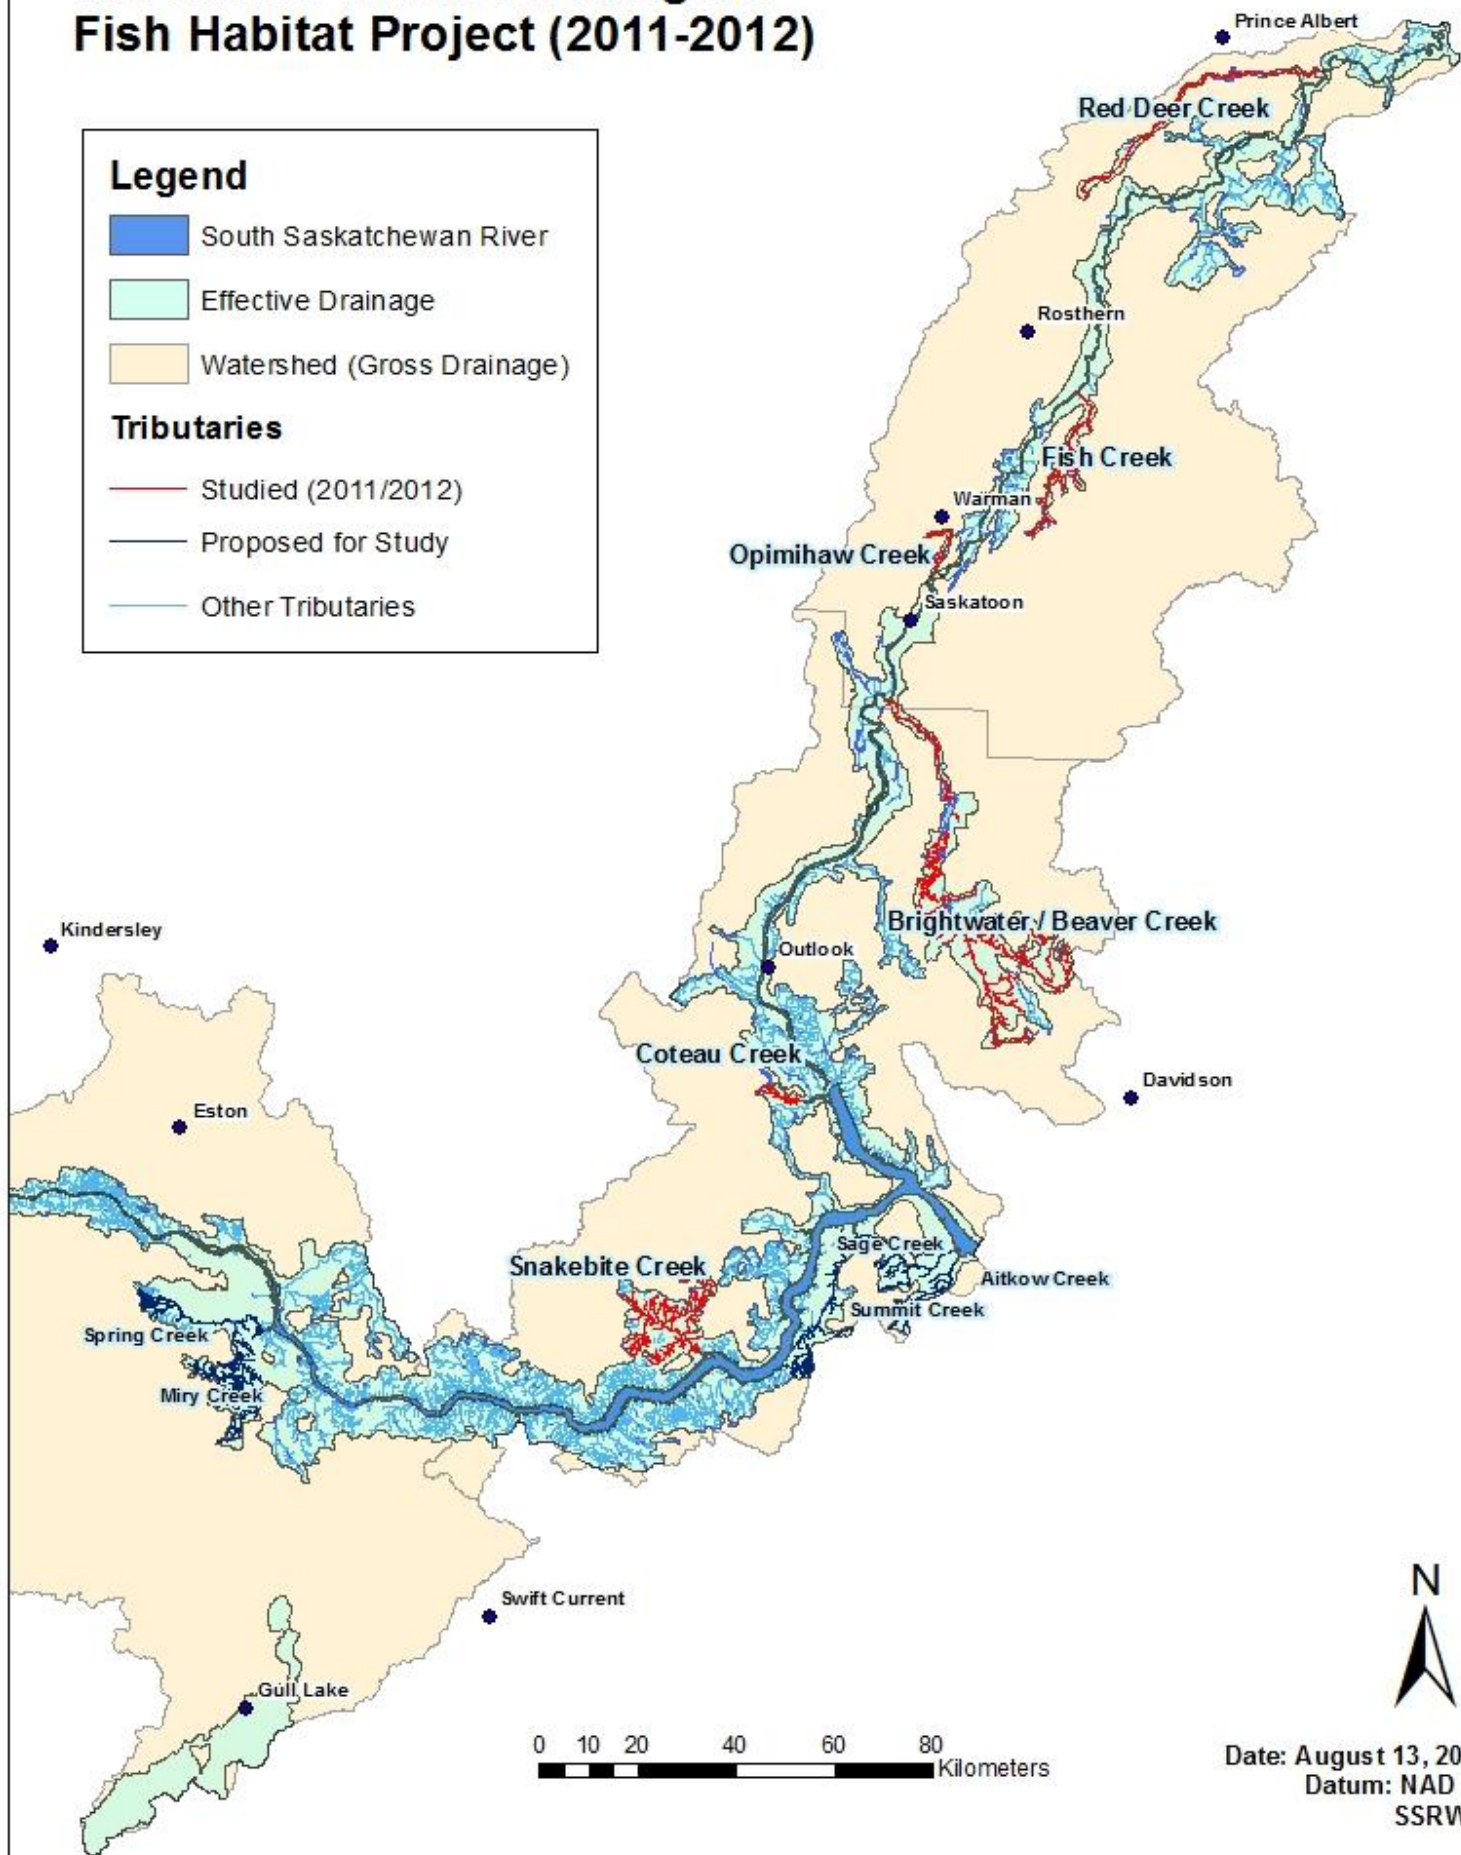 Fish Habitat Project (2011-2012)
Legend
South Saskatchewan River
Effective Drainage
Watershed (Gross Drainage)
Tributaries
Studied (2011/2012)
Proposed for Study
Other Tributaries
Prince Albert
Red Deer Creek
Rosthern
Fish Creek
Warman
Opimihaw Creek
Saskatoon
Brightwater / Beaver Creek
Kindersley
Outlook
Coteau Creek
Davidson
Eston
Sage Creek
Snakebite Creek
Aitkow Creek
Summit Creek
Spring Creek
Miry Creek
Swift Current
Gull Lake
N
0 10 20 40 60 80
Kilometers
Date: August 13, 20
Datum: NAD
SSRW